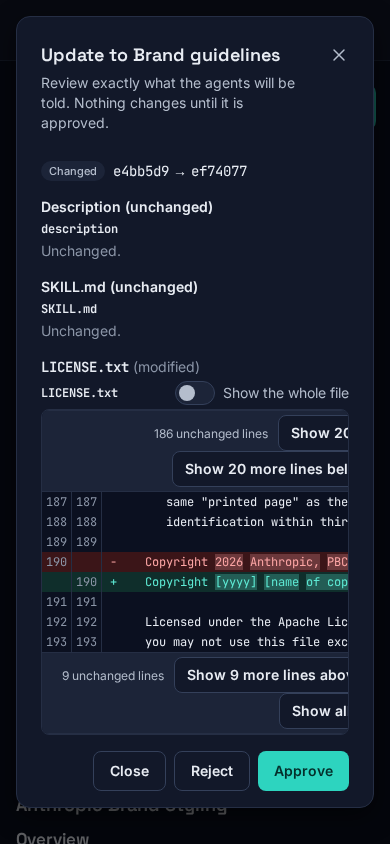 Update to Brand guidelines
Review exactly what the agents will be
told. Nothing changes until it is
approved.
Changed e4bb5d9 → ef74077
Description (unchanged)
description
Unchanged.
SKILL.md (unchanged)
SKILL.md
Unchanged.
LICENSE.txt (modified)
LICENSE.txt Show the whole file
186 unchanged lines Show 20
Show 20 more lines bel
187 187 same "printed page" as the
188 188 identification within thir
189 189
190 - Copyright 2026 Anthropic, PBC
190 + Copyright [yyyy] [name of cop
191 191
192 192 Licensed under the Apache Lic
193 193 you may not use this file exc
9 unchanged lines Show 9 more lines abov
Show al
Close Reject Approve
Anthropic Brand Styling
Overview